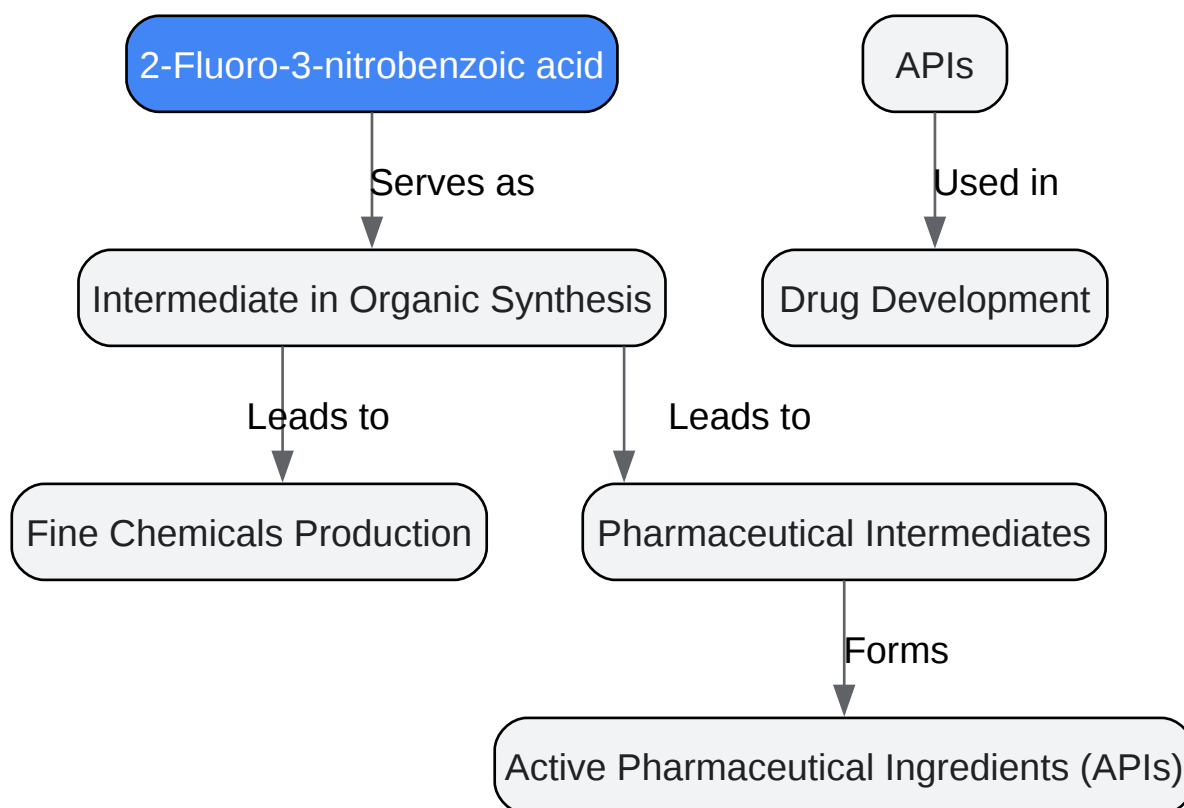 2-Fluoro-3-nitrobenzoic acid
APIs
Serves as
Used in
Intermediate in Organic Synthesis
Drug Development
Leads to
Leads to
Fine Chemicals Production
Pharmaceutical Intermediates
Forms
Active Pharmaceutical Ingredients (APIs)